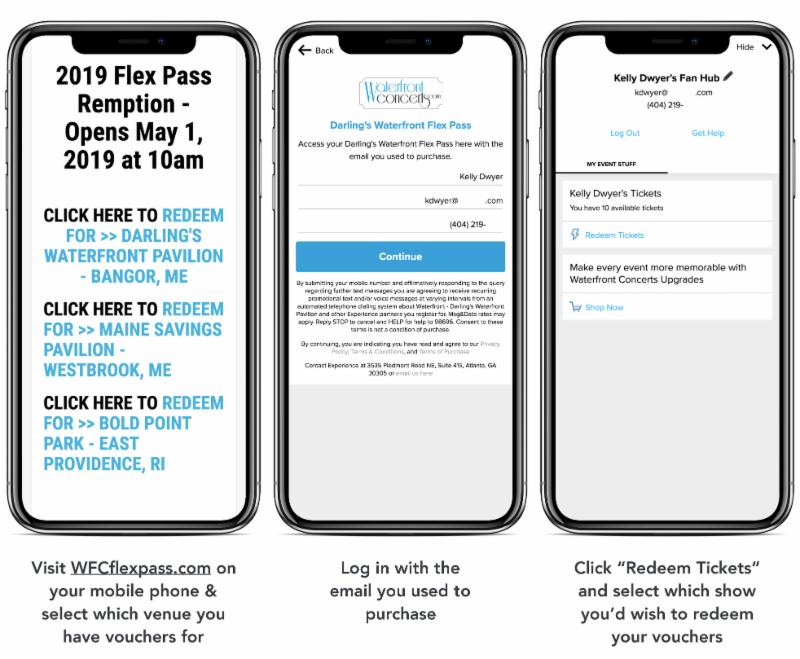 2019 Flex Pass
Remption -
Opens May 1,
2019 at 10am
CLICK HERE TO REDEEM
FOR >> DARLING'S
WATERFRONT PAVILION
- BANGOR, ME
CLICK HERE TO REDEEM
FOR >> MAINE SAVINGS
PAVILION -
WESTBROOK, ME
CLICK HERE TO REDEEM
FOR >> BOLD POINT
PARK - EAST
PROVIDENCE, RI
Visit WFCflexpass.com on
your mobile phone &
select which venue you
have vouchers for
Back
Waterfront
concerts.com
Darling's Waterfront Flex Pass
Access your Darling's Waterfront Flex Pass here with the
email you used to purchase.
Kelly Dwyer
kdwyer@ .com
(404) 219-
Continue
By submitting your mobile number and affirmatively responding to the query
regarding further text messages you are agreeing to receive recurring
promotional text and/or voice messages at varying intervals from an
automated telephone dialing system about Waterfront - Darling's Waterfront
Pavilion and other Experience partners you register for. Msg&Data rates may
apply. Reply STOP to cancel and HELP for help to 98696. Consent to these
terms is not a condition of purchase.
By continuing, you are indicating you have read and agree to our Privacy
Policy, Terms & Conditions, and Terms of Purchase
Contact Experience at 3535 Piedmont Road NE, Suite 415, Atlanta, GA
30305 or email us here
Log in with the
email you used to
purchase
Hide
Kelly Dwyer's Fan Hub
kdwyer@ .com
(404) 219-
Log Out Get Help
MY EVENT STUFF
Kelly Dwyer's Tickets
You have 10 available tickets
Redeem Tickets
Make every event more memorable with
Waterfront Concerts Upgrades
Shop Now
Click “Redeem Tickets”
and select which show
you’d wish to redeem
your vouchers